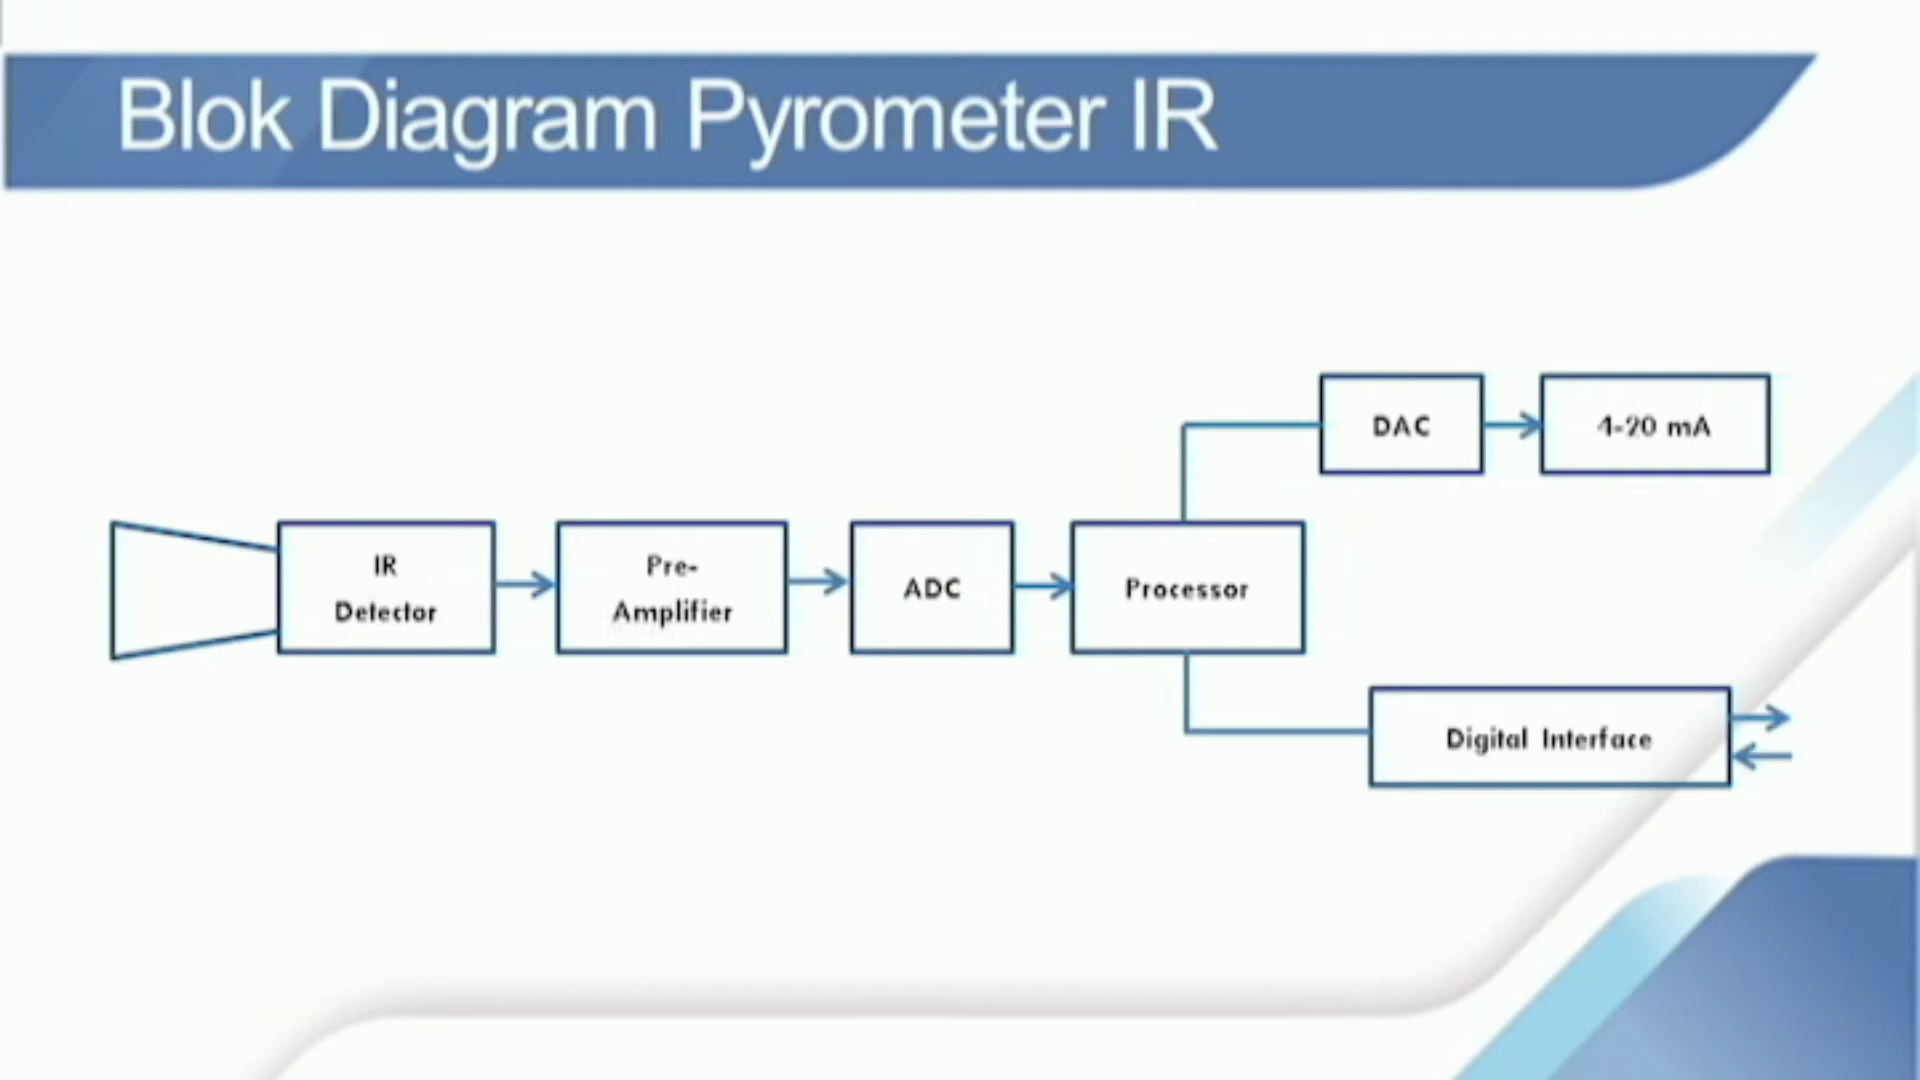 Blok Diagram Pyrometer IR
DAC
4-20 mA
IR
Detector
Pre-
Amplifier
ADC
Processor
Digital Interface